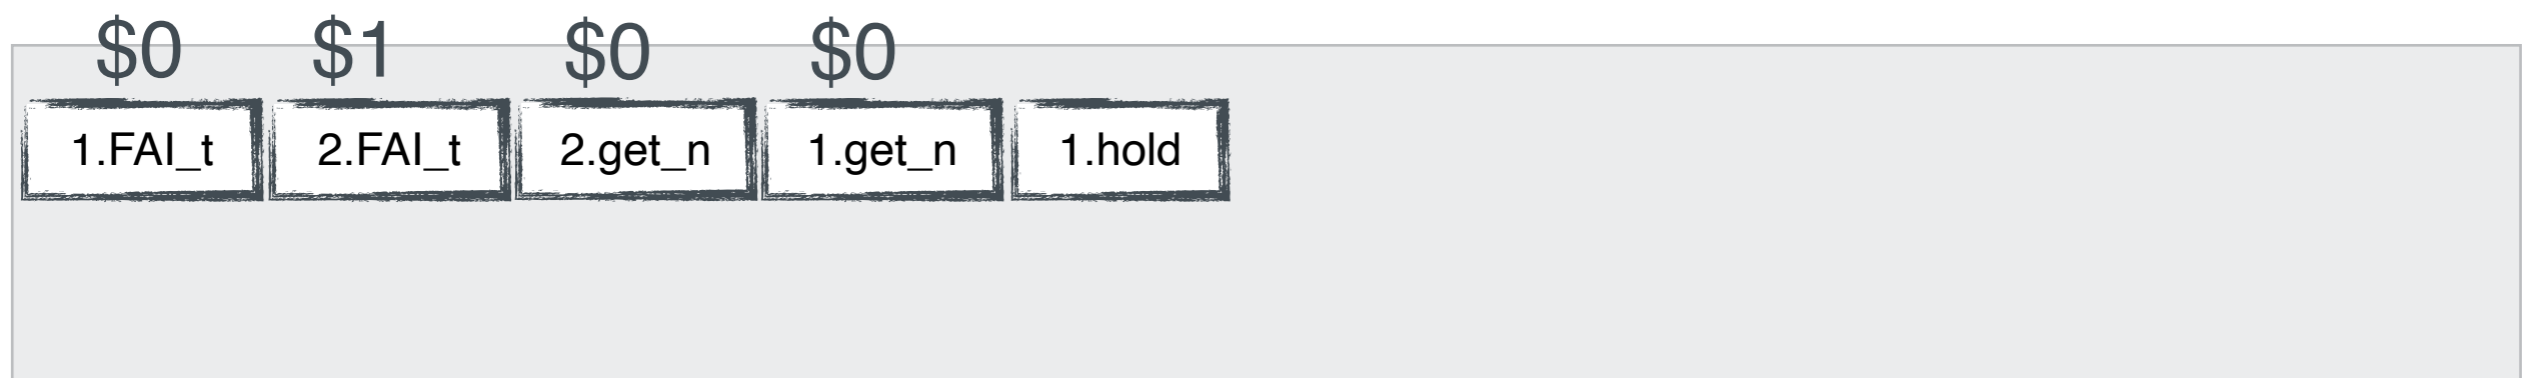 $0 $1 $0 $0
1.FAI_t 2.FAI_t 2.get_n 1.get_n 1.hold